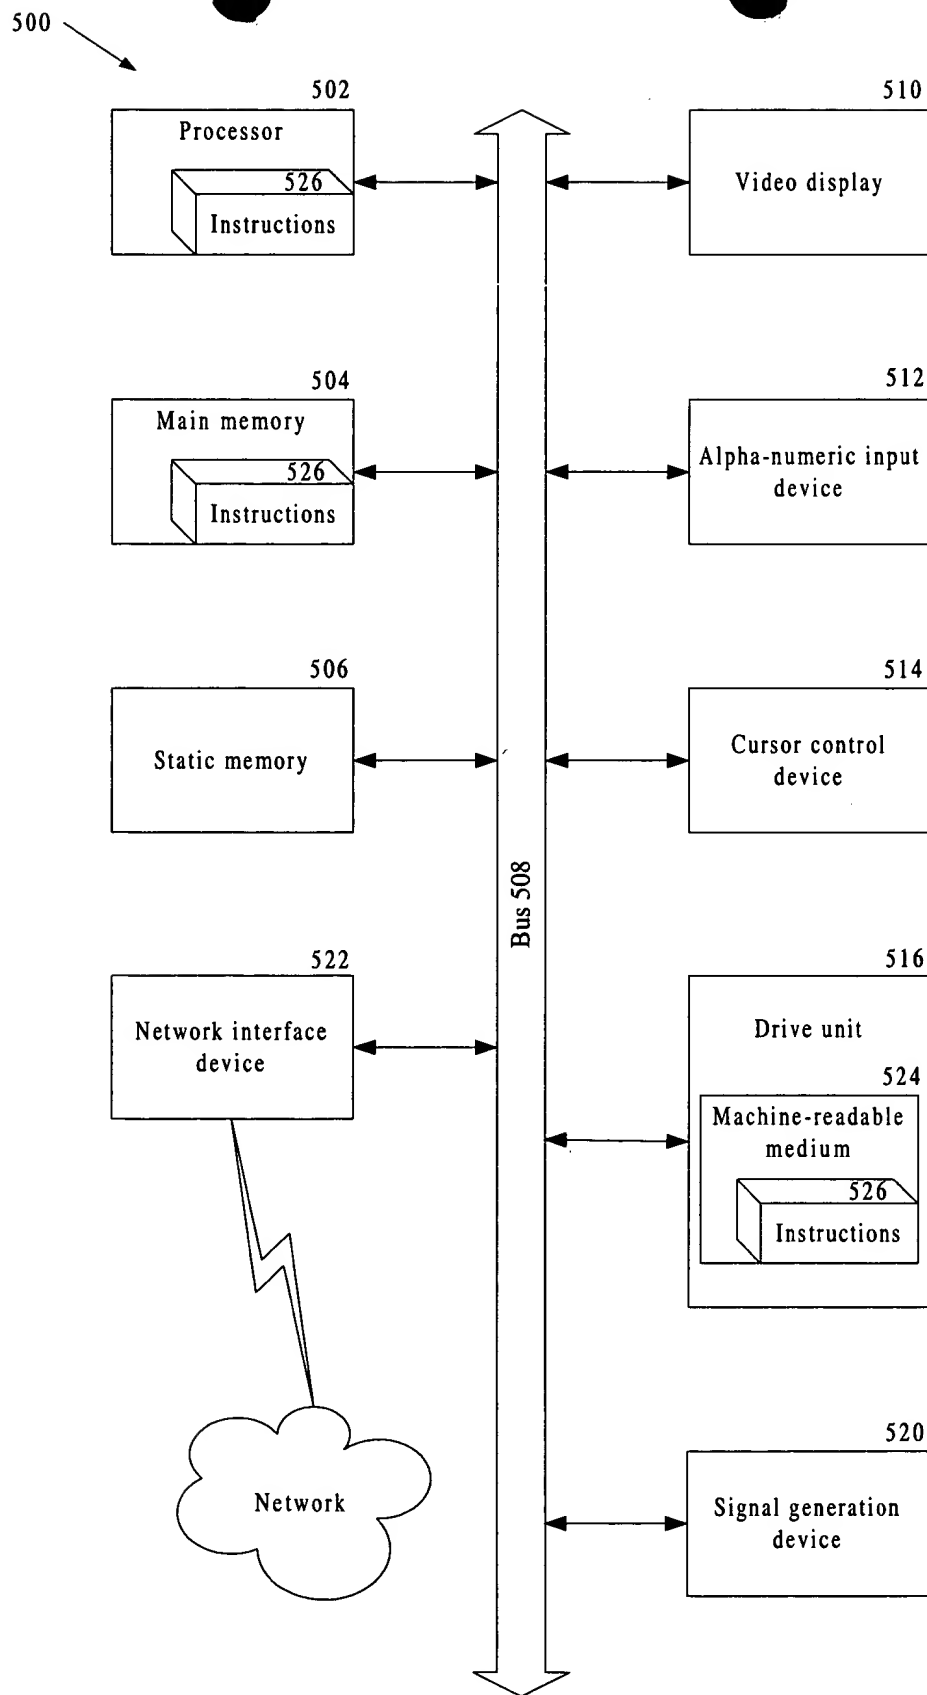 500
502
Processor
526
Instructions
504
Main memory
526
Instructions
506
Static memory
522
Network interface
device
Network
Bus 508
510
Video display
512
Alpha-numeric input
device
514
Cursor control
device
516
Drive unit
524
Machine-readable
medium
526
Instructions
520
Signal generation
device